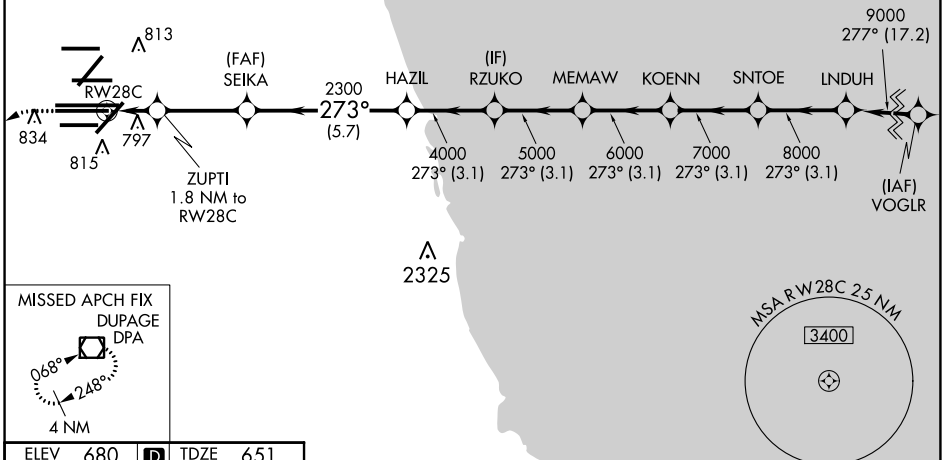 9000
277° (17.2)
813
(FAF)
SEIKA
(IF)
RZUKO
HAZIL
MEMAW
KOENN
SNTOE
LNDUH
RW28C
2300
273°
(5.7)
834
797
815
ZUPTI
1.8 NM to
RW28C
4000
273° (3.1)
5000
273° (3.1)
6000
273° (3.1)
7000
273° (3.1)
8000
273° (3.1)
(IAF)
VOGLR
2325
MISSED APCH FIX
DUPAGE
DPA
068°
248°
4 NM
MSA RW28C 25 NM
3400
ELEV 680 D TDZE 651